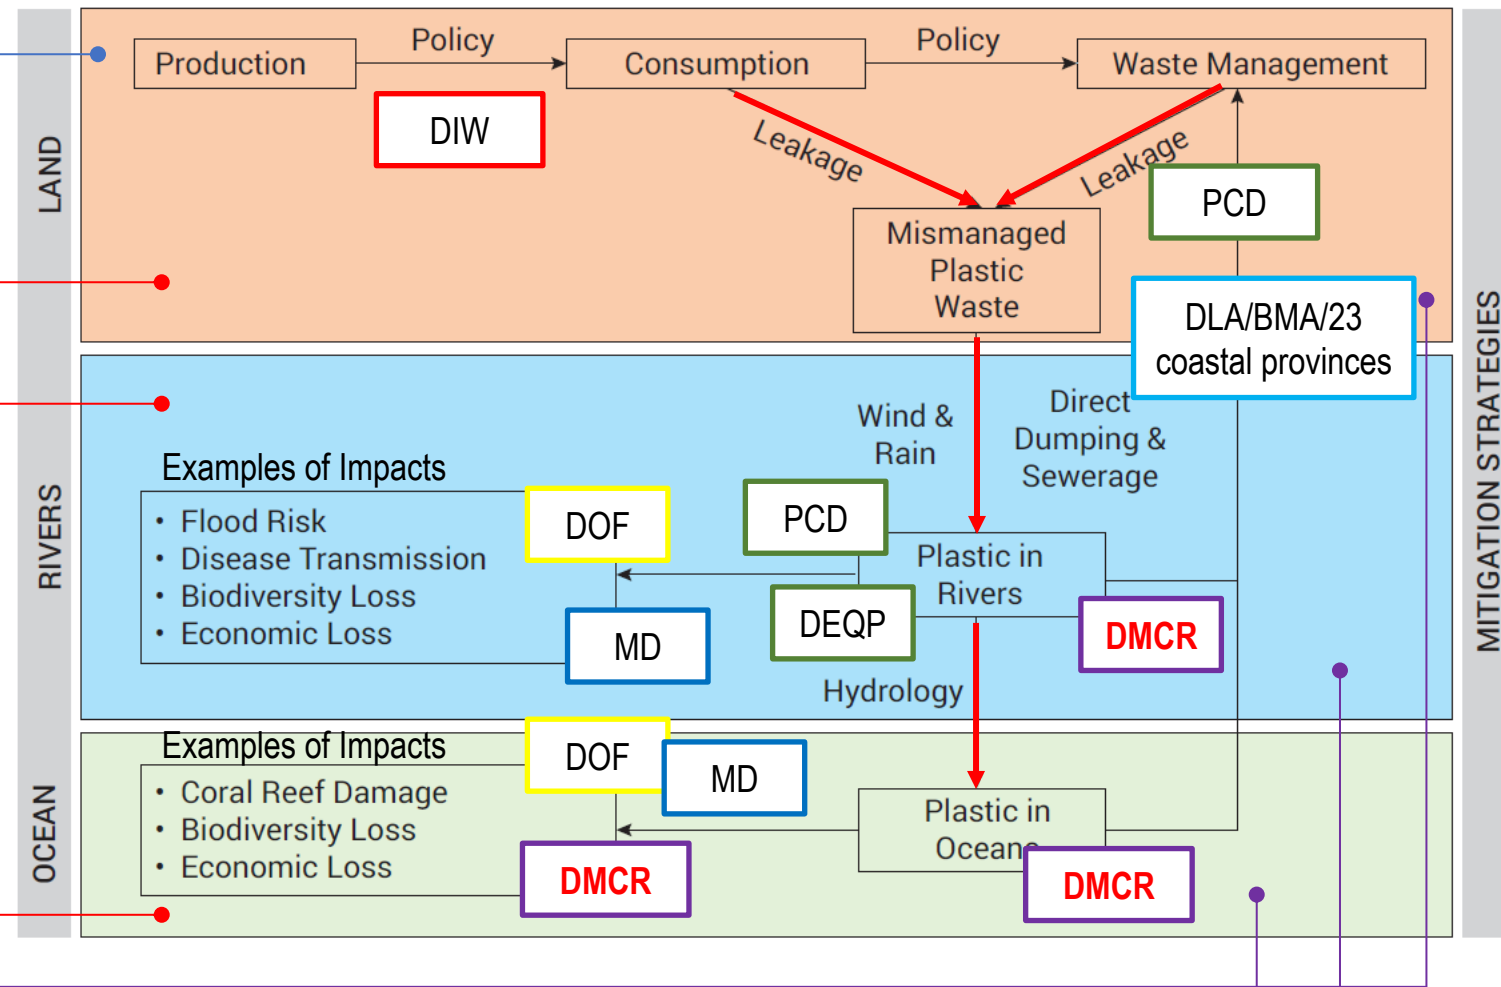 LAND
Production
Policy
Consumption
Policy
Waste Management
DIW
Leakage
Leakage
PCD
Mismanaged
Plastic
Waste
DLA/BMA/23
coastal provinces
MITIGATION STRATEGIES
RIVERS
Wind &
Rain
Direct
Dumping &
Sewerage
Examples of Impacts
• Flood Risk
• Disease Transmission
• Biodiversity Loss
• Economic Loss
DOF
MD
PCD
DEQP
Plastic in
Rivers
DMCR
Hydrology
OCEAN
Examples of Impacts
• Coral Reef Damage
• Biodiversity Loss
• Economic Loss
DOF
MD
DMCR
Plastic in
Oceans
DMCR